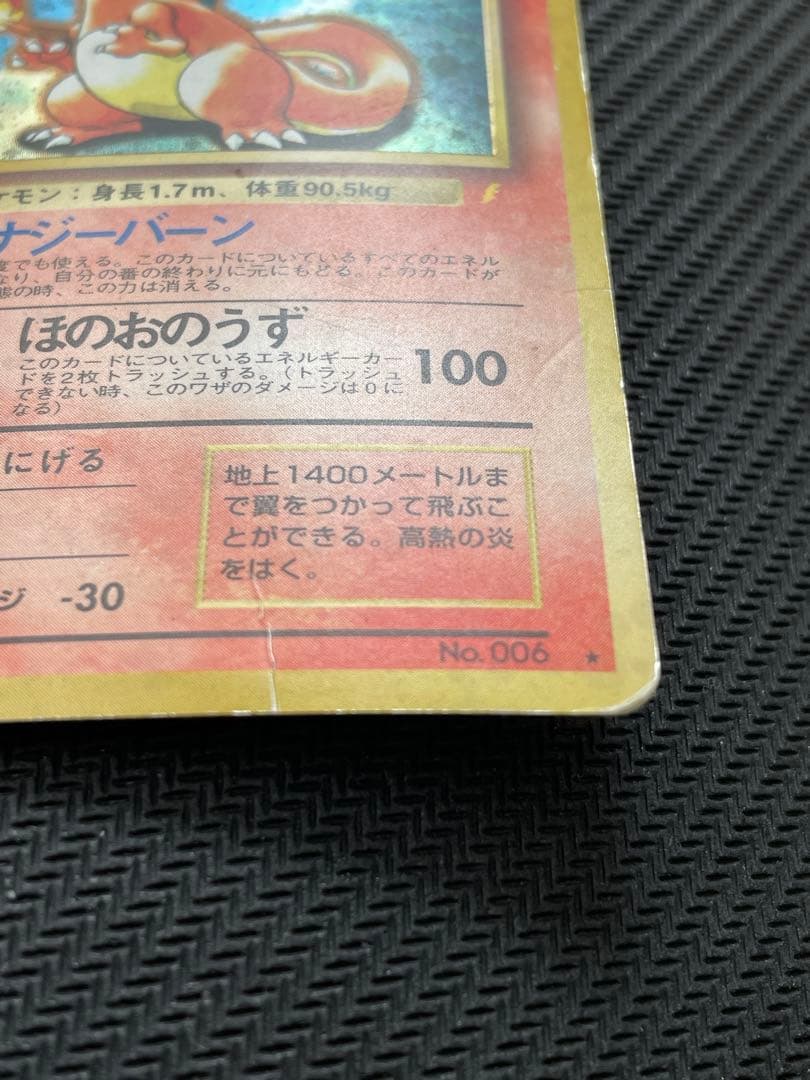 ケモン：身長1.7m、体重90.5kg
ナジーバーン
度でも使える。このカードについているすべてのエネル
なり、自分の番の終わりに元にもどる。このカードが
態の時、この力は消える。
ほのおのうず
このカードについているエネルギーカー
ドを2枚トラッシュする。（トラッシュ
できない時、このワザのダメージは0に
なる）
100
にげる
地上1400メートルま
で翼をつかって飛ぶこ
とができる。高熱の炎
をはく。
ジ -30
No. 006 ★